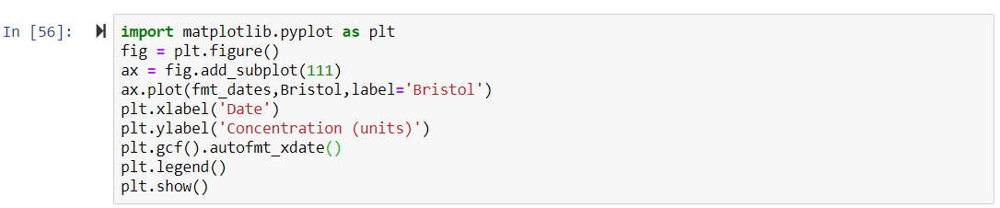 In [56]:
import matplotlib.pyplot as plt
fig = plt.figure()
ax = fig.add_subplot(111)
ax.plot(fmt_dates,Bristol,label='Bristol')
plt.xlabel('Date')
plt.ylabel('Concentration (units)')
plt.gcf().autofmt_xdate()
plt.legend()
plt.show()